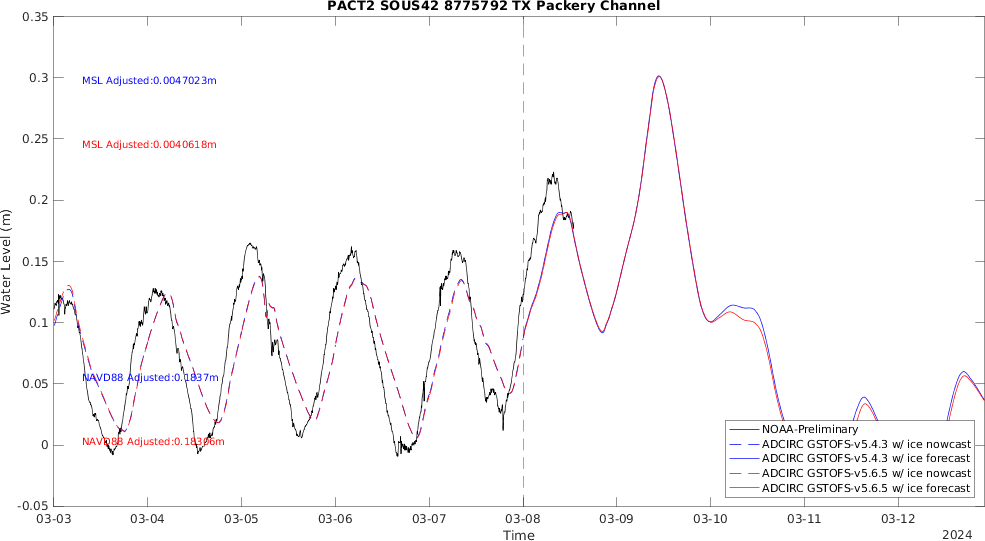 PACT2 SOUS42 8775792 TX Packery Channel
0.35
0.3
0.25
0.2
0.15
0.1
0.05
0
-0.05
Water Level (m)
MSL Adjusted:0.0047023m
MSL Adjusted:0.0040618m
NAVD88 Adjusted:0.1837m
NAVD88 Adjusted:0.18306m
NOAA-Preliminary
ADCIRC GSTOFS-v5.4.3 w/ ice nowcast
ADCIRC GSTOFS-v5.4.3 w/ ice forecast
ADCIRC GSTOFS-v5.6.5 w/ ice nowcast
ADCIRC GSTOFS-v5.6.5 w/ ice forecast
03-03 03-04 03-05 03-06 03-07 03-08 03-09 03-10 03-11 03-12
Time
2024